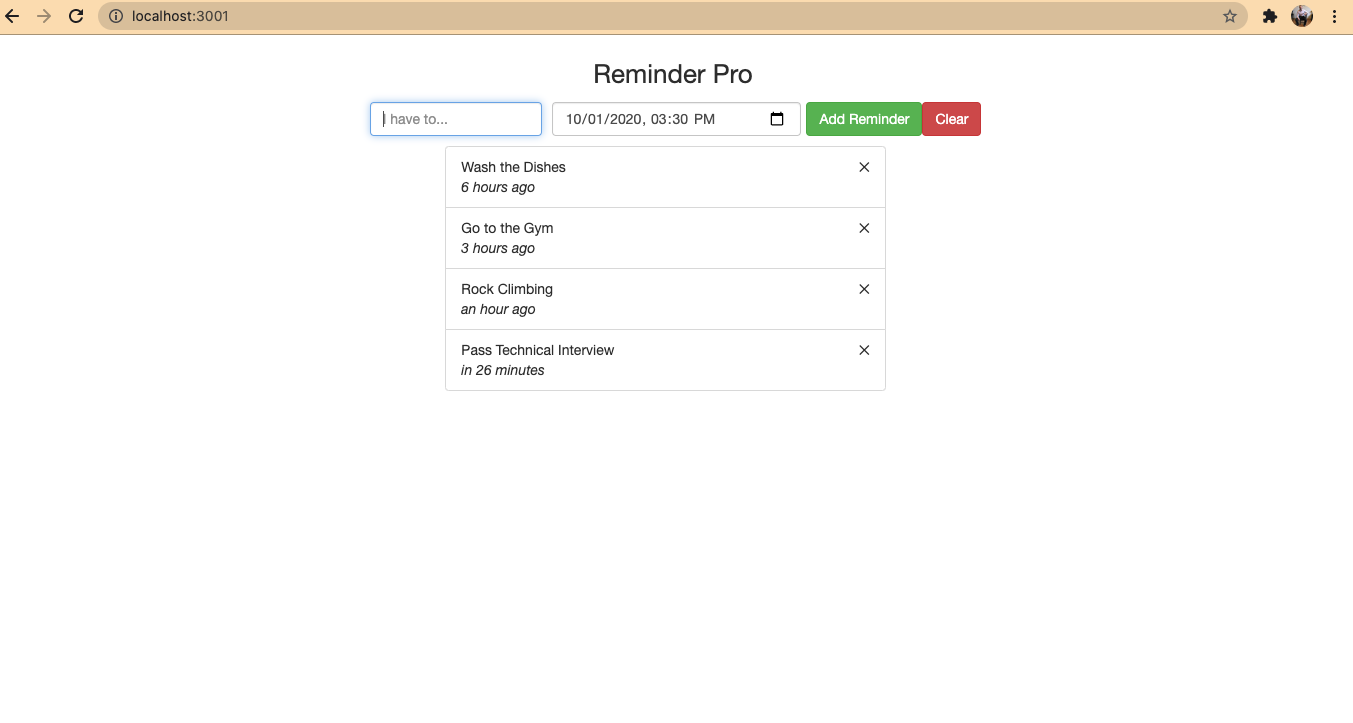 localhost:3001
Reminder Pro
I have to... 10/01/2020, 03:30 PM Add Reminder Clear
Wash the Dishes
6 hours ago
Go to the Gym
3 hours ago
Rock Climbing
an hour ago
Pass Technical Interview
in 26 minutes